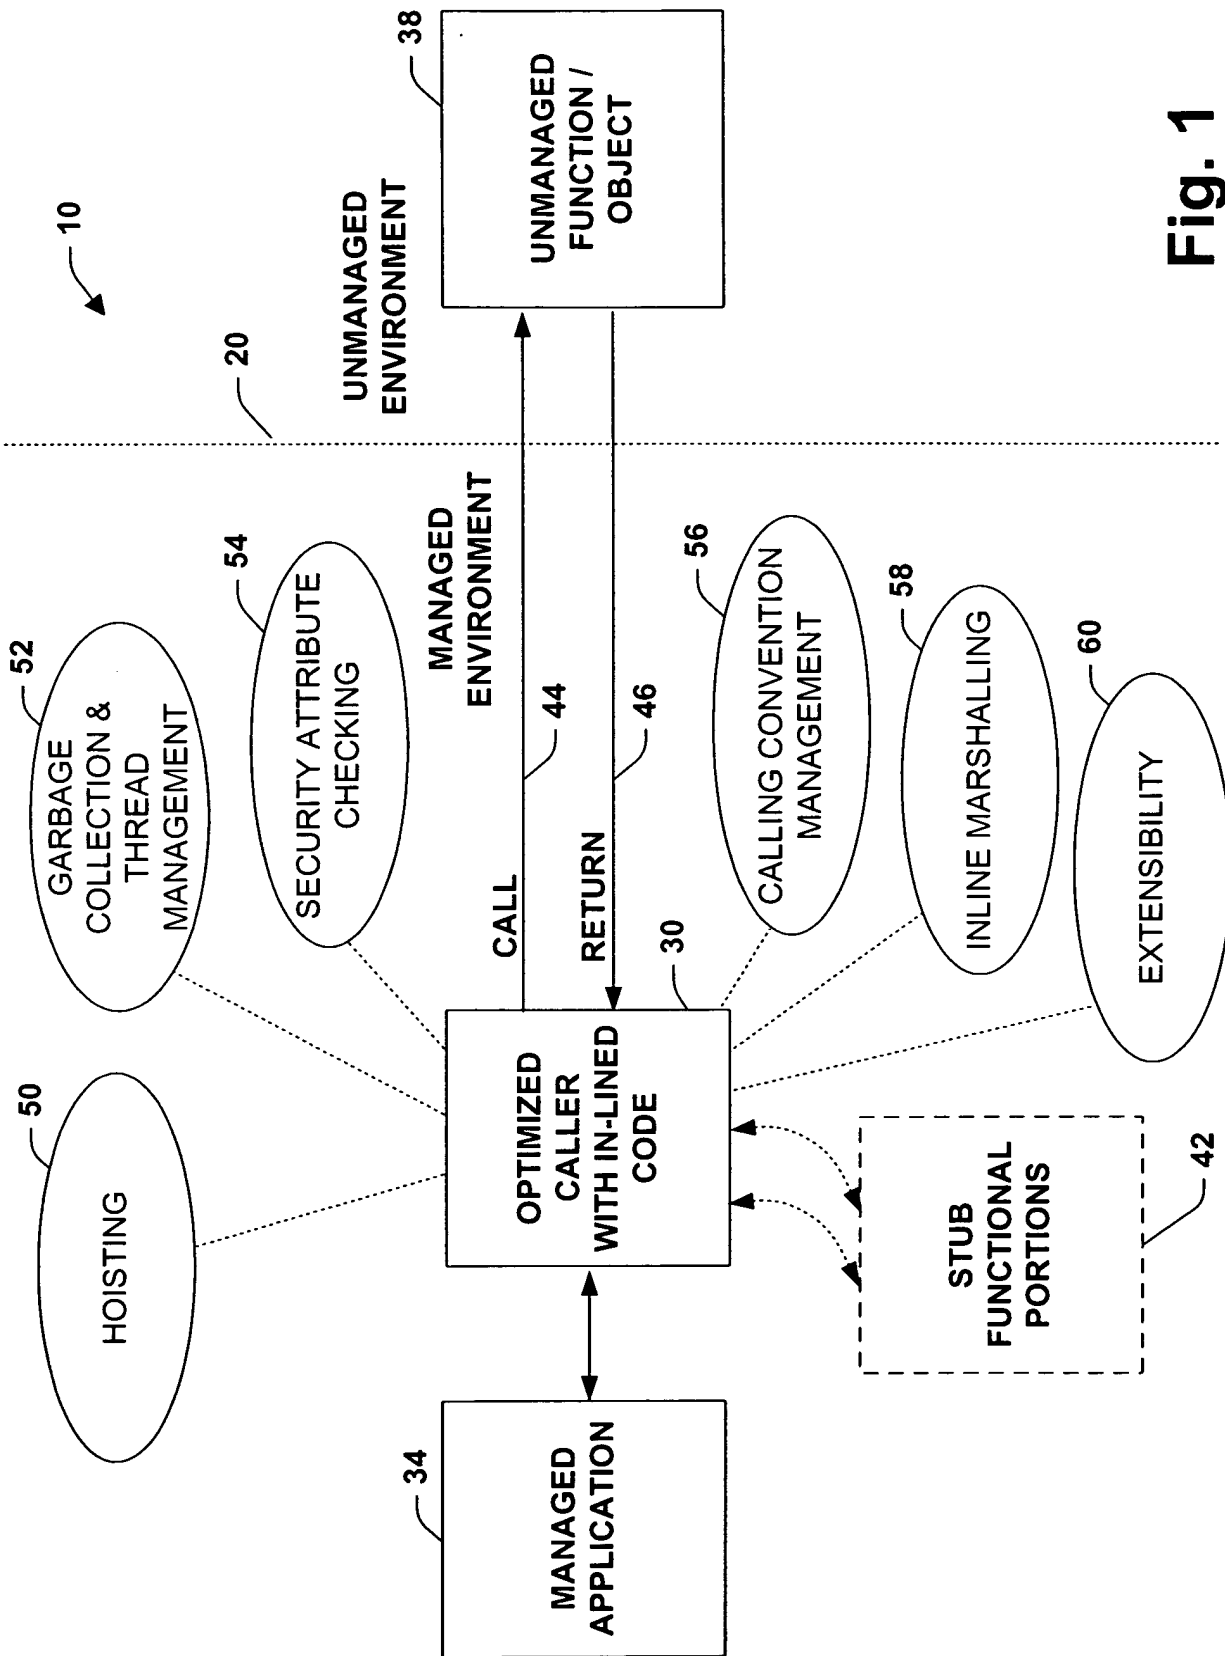 10
50
HOISTING
52
GARBAGE
COLLECTION &
THREAD
MANAGEMENT
54
SECURITY ATTRIBUTE
CHECKING
20
UNMANAGED
ENVIRONMENT
MANAGED
ENVIRONMENT
34
MANAGED
APPLICATION
OPTIMIZED
CALLER
WITH IN-LINED
CODE
30
CALL
44
RETURN
46
38
UNMANAGED
FUNCTION /
OBJECT
STUB
FUNCTIONAL
PORTIONS
42
56
CALLING CONVENTION
MANAGEMENT
58
INLINE MARSHALLING
60
EXTENSIBILITY
Fig. 1